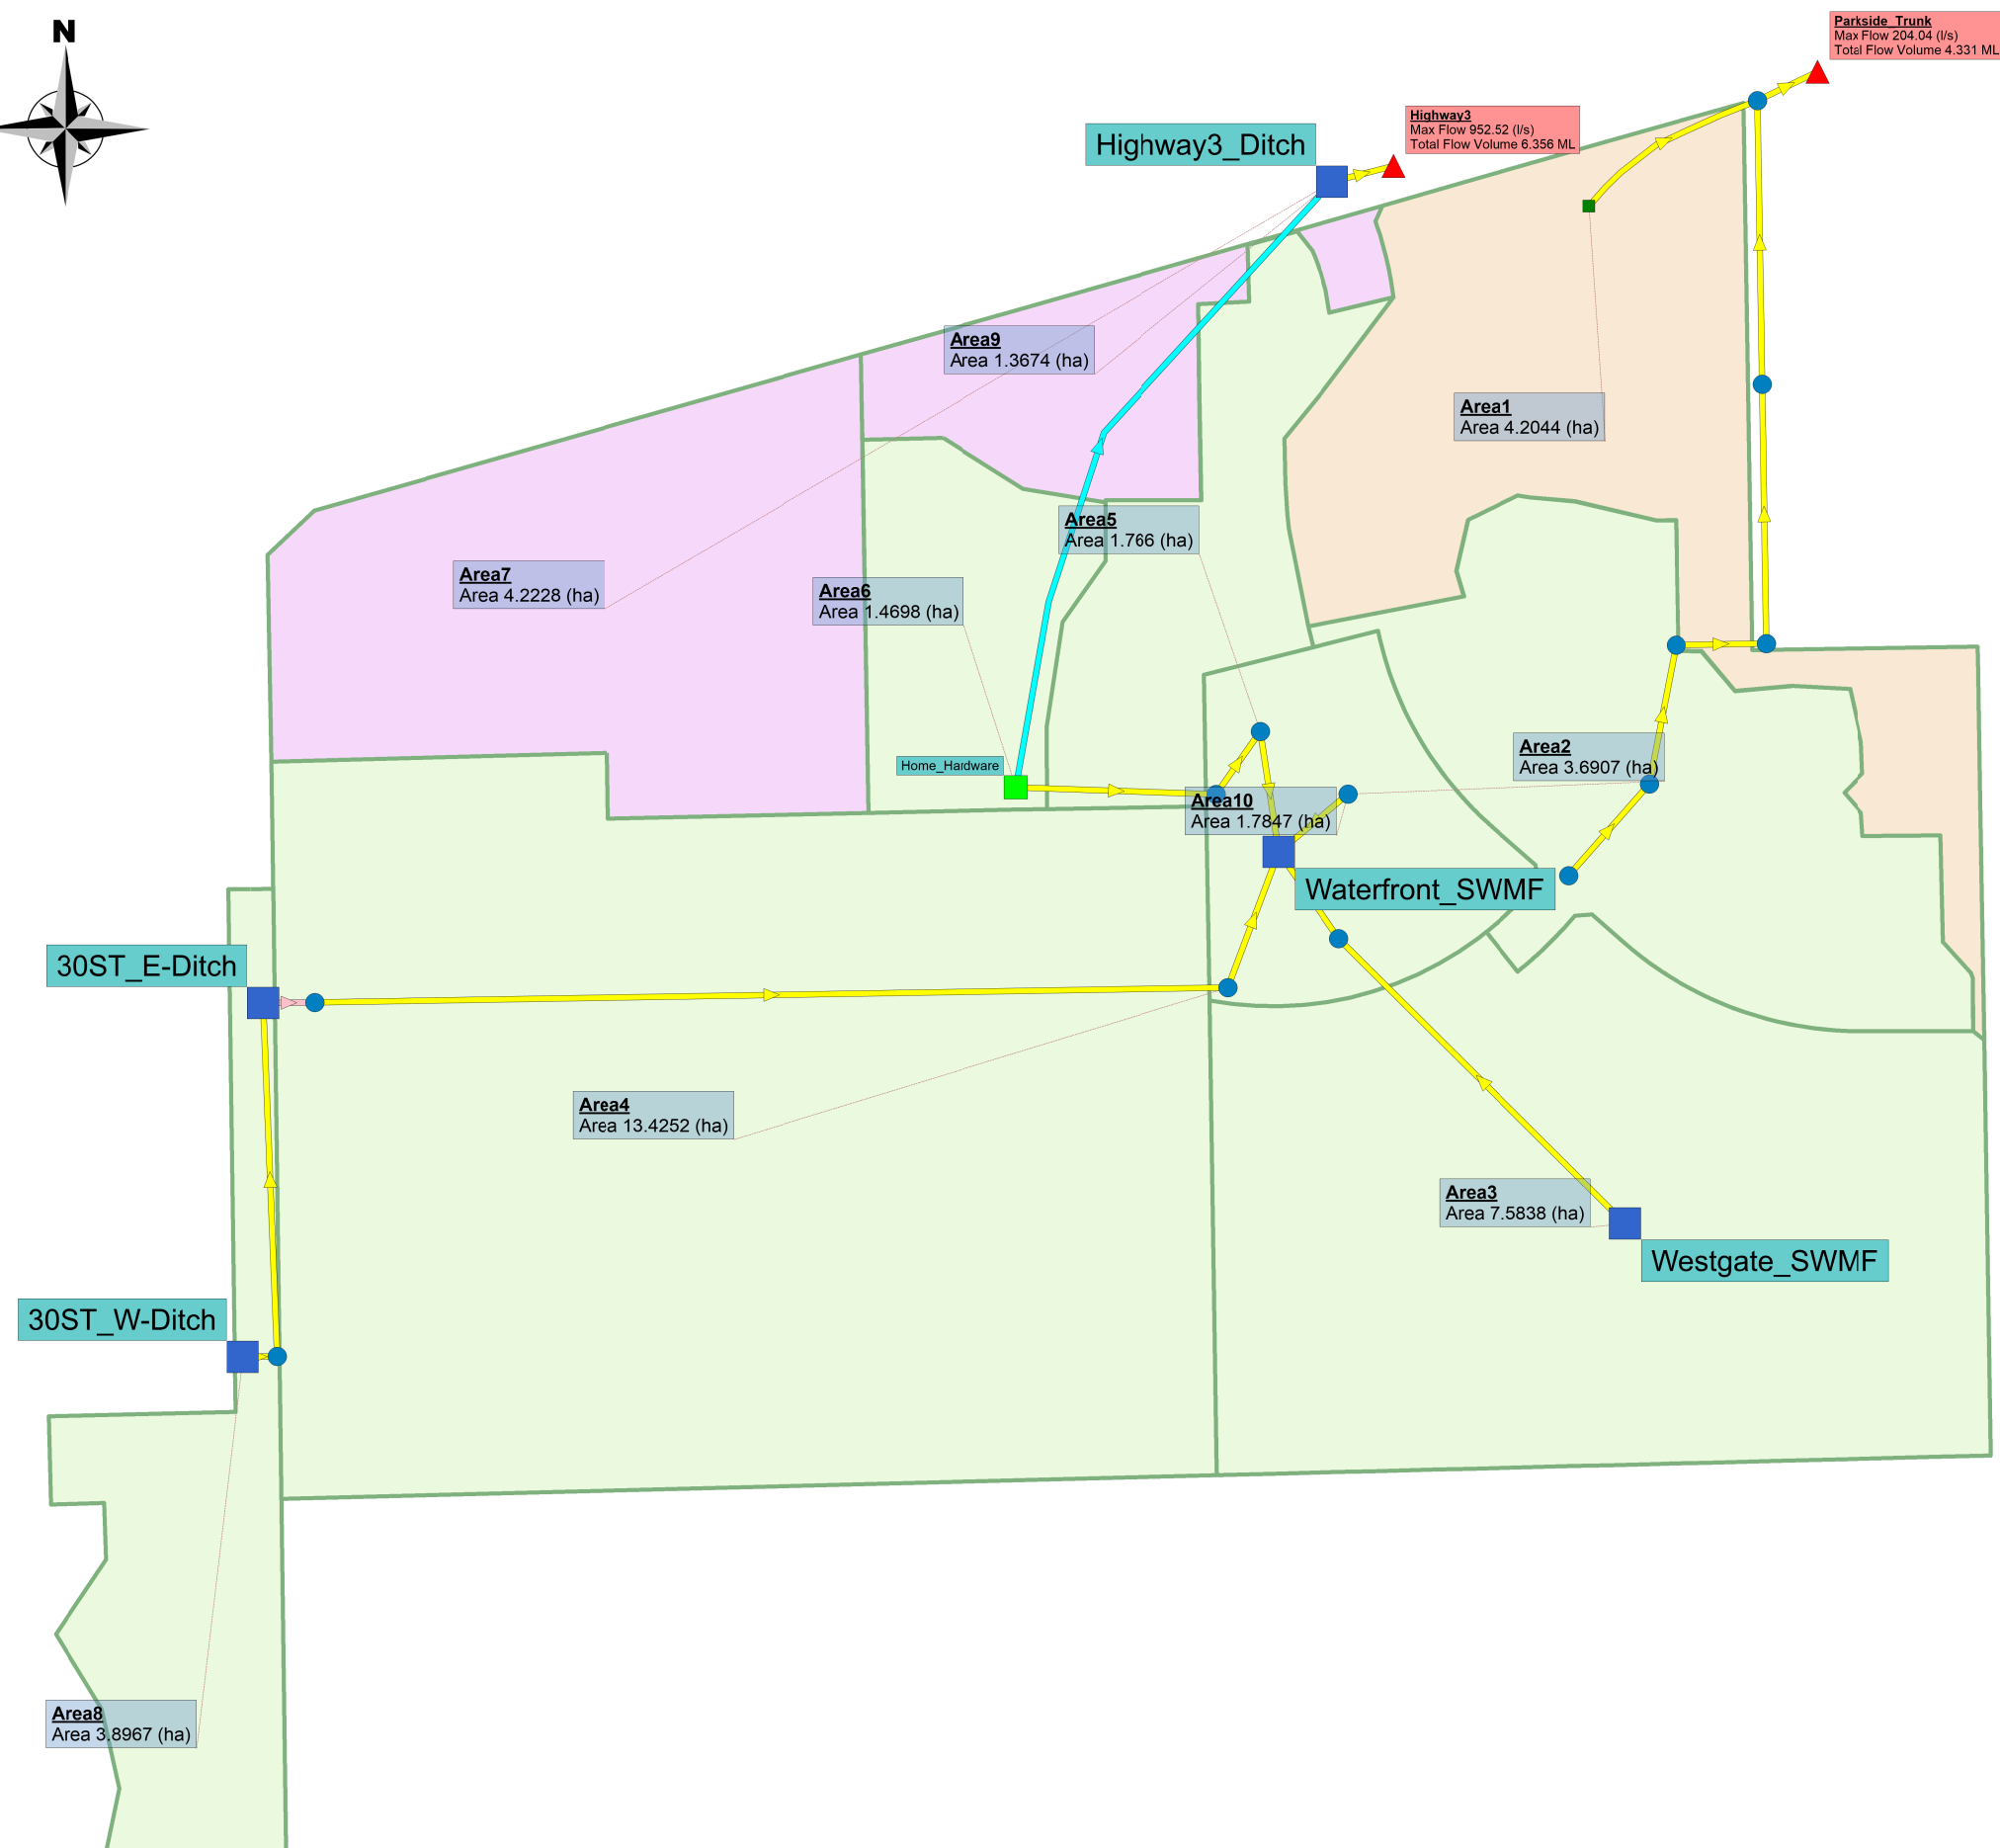 N
Parkside_Trunk
Max Flow 204.04 (l/s)
Total Flow Volume 4.331 ML
Highway3
Max Flow 952.52 (l/s)
Total Flow Volume 6.356 ML
Highway3_Ditch
Area9
Area 1.3674 (ha)
Area1
Area 4.2044 (ha)
Area5
Area 1.766 (ha)
Area7
Area 4.2228 (ha)
Area6
Area 1.4698 (ha)
Home_Hardware
Area2
Area 3.6907 (ha)
Area10
Area 1.7847 (ha)
Waterfront_SWMF
30ST_E-Ditch
Area4
Area 13.4252 (ha)
Area3
Area 7.5838 (ha)
Westgate_SWMF
30ST_W-Ditch
Area8
Area 3.8967 (ha)